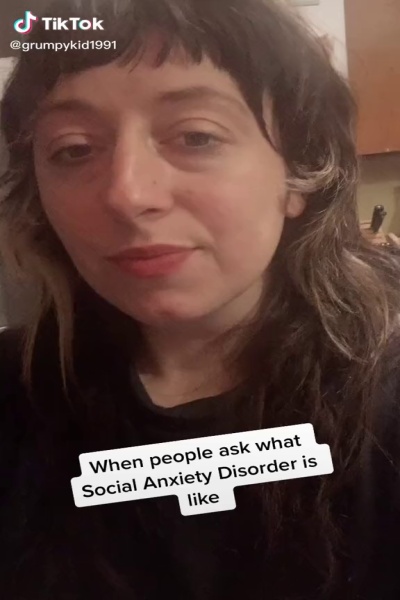 TikTok
@grumpykid1991
When people ask what
Social Anxiety Disorder is
like